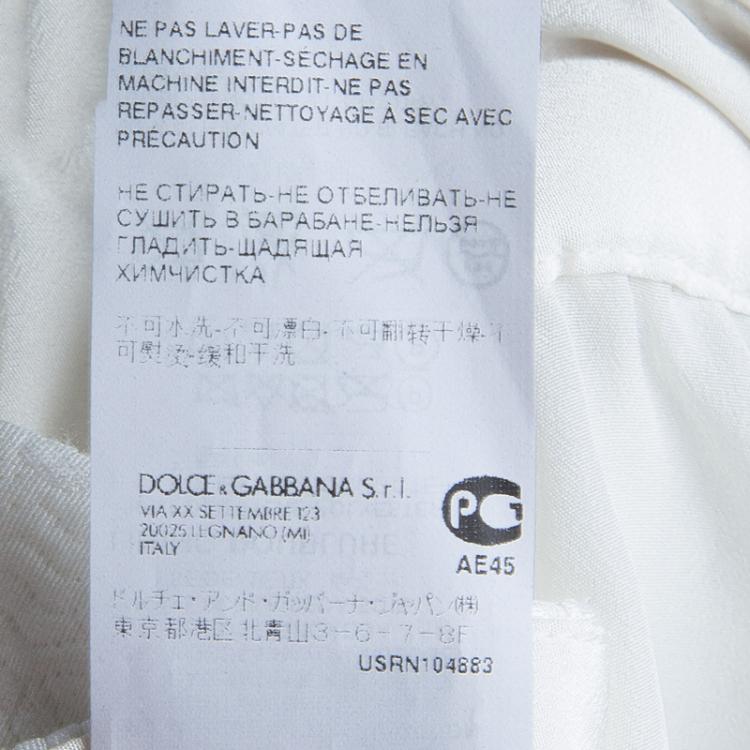 NE PAS LAVER-PAS DE
BLANCHIMENT-SÉCHAGE EN
MACHINE INTERDIT-NE PAS
REPASSER-NETTOYAGE À SEC AVEC
PRÉCAUTION
НЕ СТИРАТЬ-НЕ ОТБЕЛИВАТЬ-НЕ
СУШИТЬ В БАРАБАНЕ-НЕЛЬЗЯ
ГЛАДИТЬ-ЩАДЯЩАЯ
ХИМЧИСТКА
不可水洗-不可漂白-不可翻转干燥-不
可熨烫-缓和干洗
DOLCE & GABBANA S.r.l.
VIA XX SETTEMBRE 123
20025 LEGNANO (MI)
ITALY
PG
AE45
ドルチェ・アンド・ガッバーナ・ジャパン(株)
東京都港区北青山3-6-7-8F
USRN104683